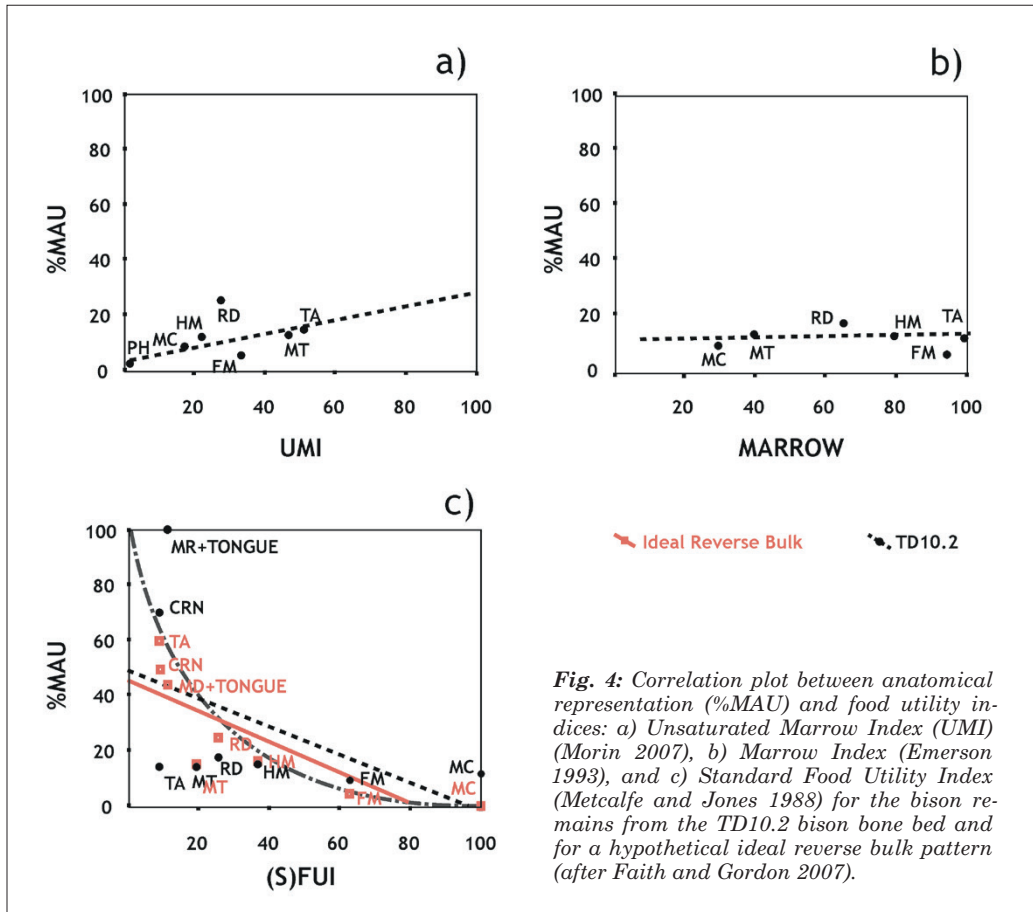 a)
100
80
60
40
20
0
%MAU
PH
MC
HM
RD
FM
MT
TA
20
40
60
80
100
UMI
b)
100
80
60
40
20
0
%MAU
MC
MT
RD
HM
FM
TA
20
40
60
80
100
MARROW
c)
100
80
60
40
20
0
%MAU
MR+TONGUE
CRN
TA
CRN
MD+TONGUE
RD
HM
TA
MT
MT
RD
HM
FM
FM
MC
MC
20
40
60
80
100
(S)FUI
Ideal Reverse Bulk
TD10.2
Fig. 4: Correlation plot between anatomical
representation (%MAU) and food utility in-
dices: a) Unsaturated Marrow Index (UMI)
(Morin 2007), b) Marrow Index (Emerson
1993), and c) Standard Food Utility Index
(Metcalfe and Jones 1988) for the bison re-
mains from the TD10.2 bison bone bed and
for a hypothetical ideal reverse bulk pattern
(after Faith and Gordon 2007).